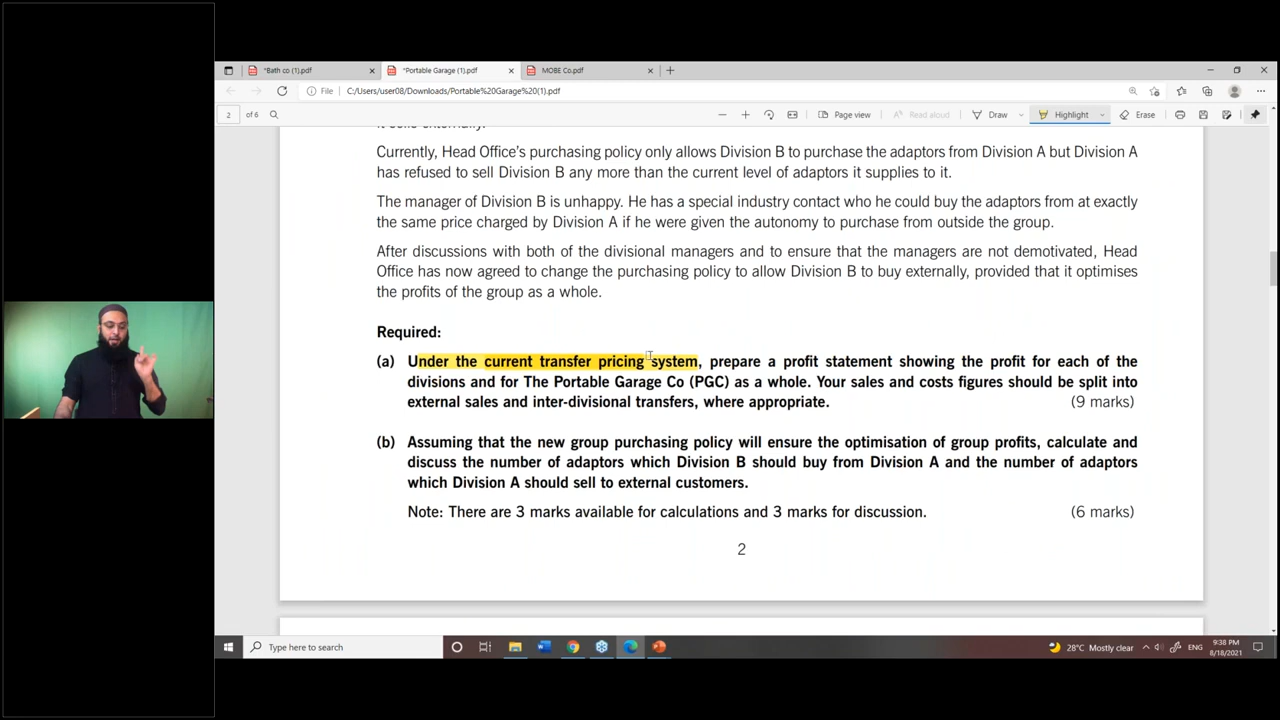 *Bath co (1).pdf
*Portable Garage (1).pdf
MOBE Co.pdf
File
C:/Users/user08/Downloads/Portable%20Garage%20(1).pdf
2 of 6
Page view
Read aloud
Draw
Highlight
Erase
it sells externally.
Currently, Head Office's purchasing policy only allows Division B to purchase the adaptors from Division A but Division A
has refused to sell Division B any more than the current level of adaptors it supplies to it.
The manager of Division B is unhappy. He has a special industry contact who he could buy the adaptors from at exactly
the same price charged by Division A if he were given the autonomy to purchase from outside the group.
After discussions with both of the divisional managers and to ensure that the managers are not demotivated, Head
Office has now agreed to change the purchasing policy to allow Division B to buy externally, provided that it optimises
the profits of the group as a whole.
Required:
(a) Under the current transfer pricing system, prepare a profit statement showing the profit for each of the
divisions and for The Portable Garage Co (PGC) as a whole. Your sales and costs figures should be split into
external sales and inter-divisional transfers, where appropriate. (9 marks)
(b) Assuming that the new group purchasing policy will ensure the optimisation of group profits, calculate and
discuss the number of adaptors which Division B should buy from Division A and the number of adaptors
which Division A should sell to external customers.
Note: There are 3 marks available for calculations and 3 marks for discussion. (6 marks)
2
Type here to search
28°C Mostly clear
ENG
9:38 PM
8/18/2021